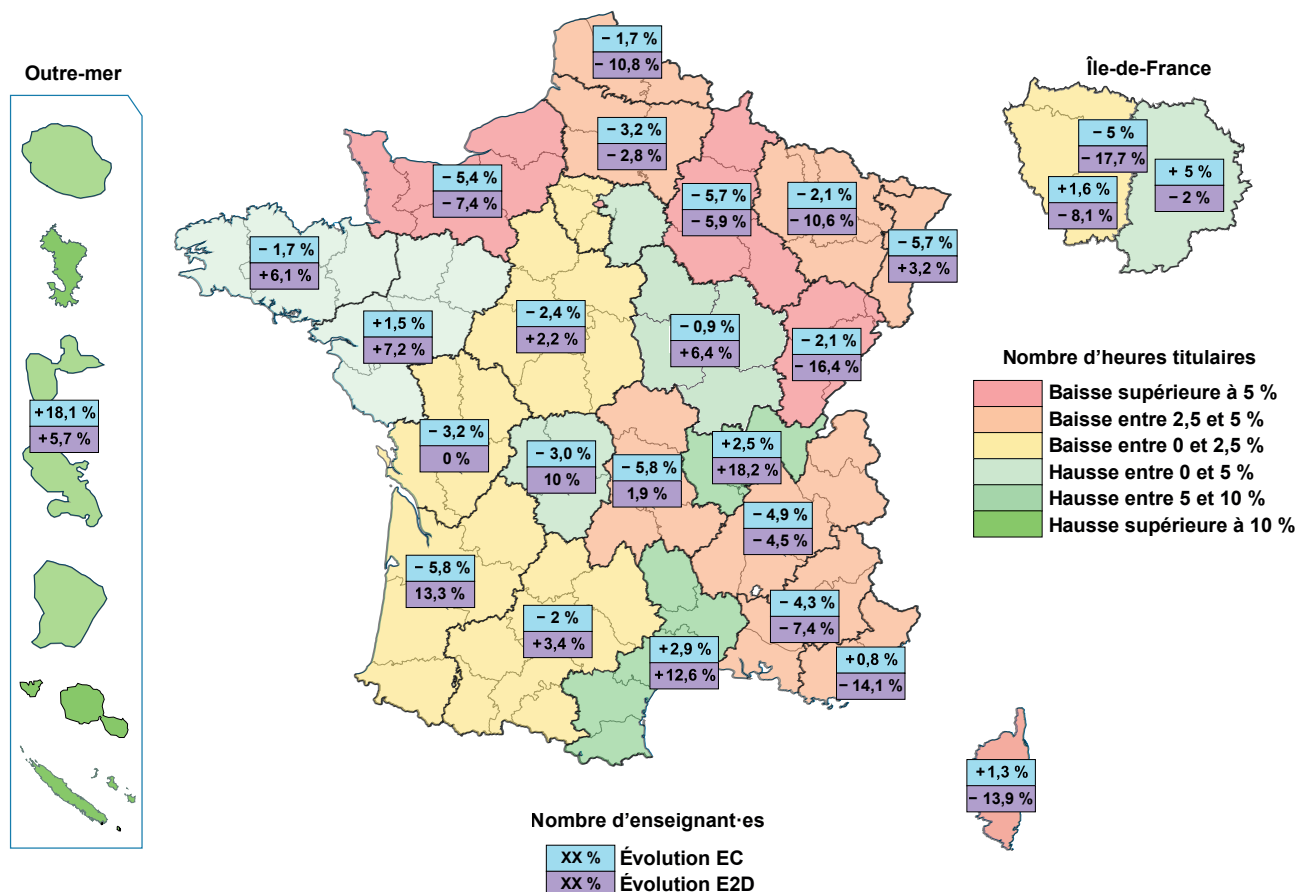 − 1,7 %
− 10,8 %
Outre-mer
Île-de-France
− 3,2 %
− 2,8 %
− 5 %
− 17,7 %
+ 5 %
− 2 %
+1,6 %
− 8,1 %
− 5,4 %
− 7,4 %
− 5,7 %
− 5,9 %
− 2,1 %
− 10,6 %
− 5,7 %
+3,2 %
− 1,7 %
+6,1 %
+1,5 %
+7,2 %
− 2,4 %
+2,2 %
− 0,9 %
+6,4 %
− 2,1 %
− 16,4 %
Nombre d’heures titulaires
Baisse supérieure à 5 %
Baisse entre 2,5 et 5 %
Baisse entre 0 et 2,5 %
Hausse entre 0 et 5 %
Hausse entre 5 et 10 %
Hausse supérieure à 10 %
+18,1 %
+5,7 %
− 3,2 %
0 %
− 3,0 %
10 %
− 5,8 %
1,9 %
+2,5 %
+18,2 %
− 4,9 %
− 4,5 %
− 5,8 %
13,3 %
− 2 %
+3,4 %
− 4,3 %
− 7,4 %
+2,9 %
+12,6 %
+0,8 %
− 14,1 %
+1,3 %
− 13,9 %
Nombre d’enseignant·es
XX % Évolution EC
XX % Évolution E2D